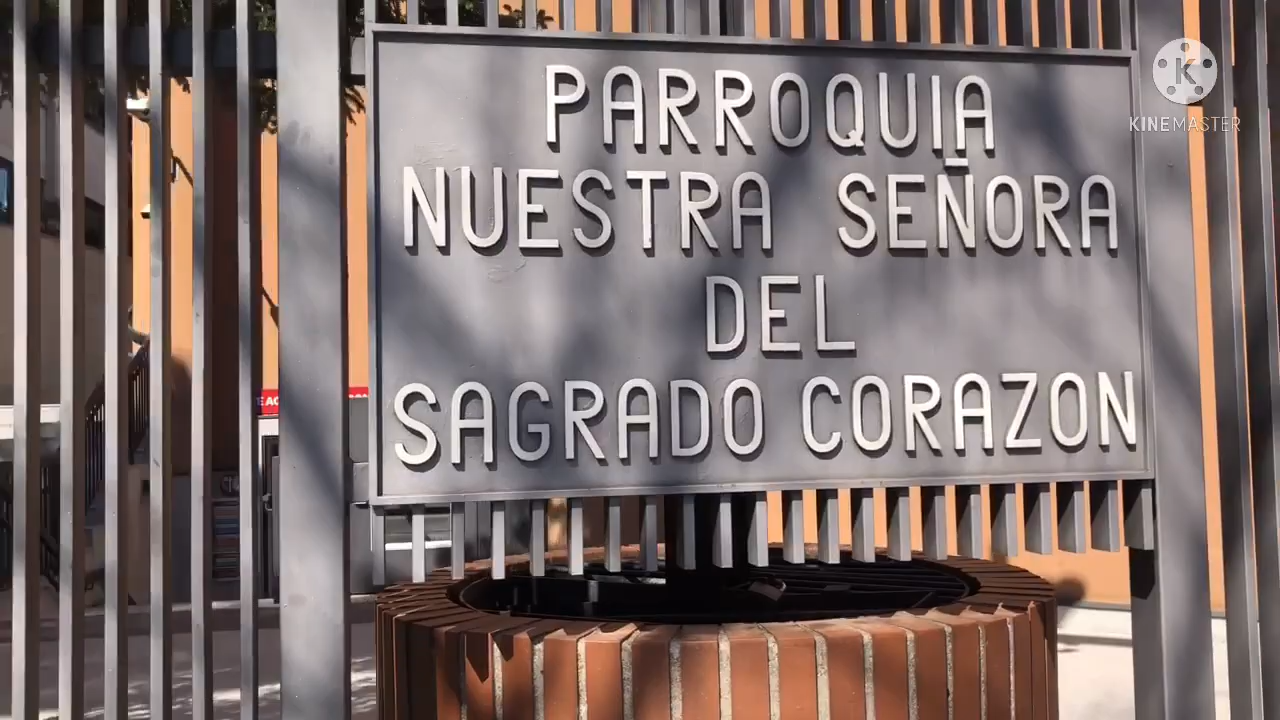 PARROQUIA
NUESTRA SEÑORA
DEL
SAGRADO CORAZON
K
KINEMASTER